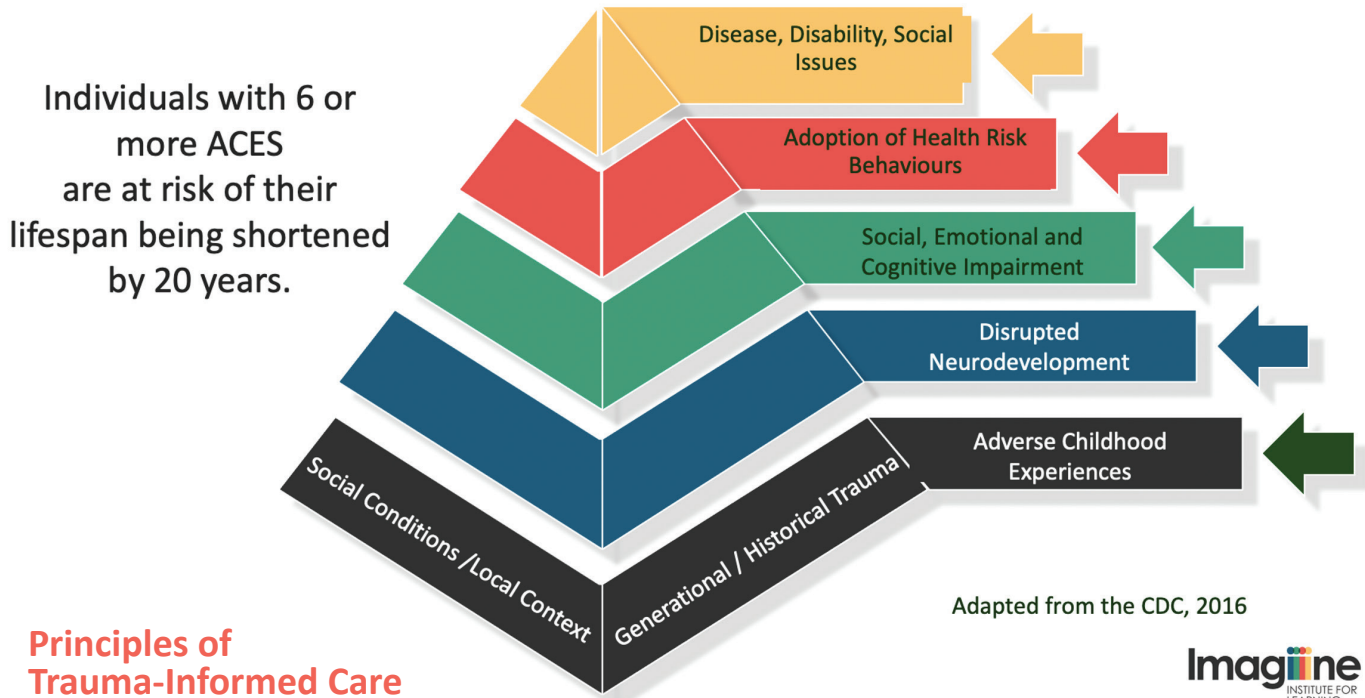 Individuals with 6 or
more ACES
are at risk of their
lifespan being shortened
by 20 years.
Disease, Disability, Social
Issues
Adoption of Health Risk
Behaviours
Social, Emotional and
Cognitive Impairment
Disrupted
Neurodevelopment
Adverse Childhood
Experiences
Social Conditions /Local Context
Generational / Historical Trauma
Adapted from the CDC, 2016
Principles of
Trauma-Informed Care
Imagiine
INSTITUTE FOR
LEARNING